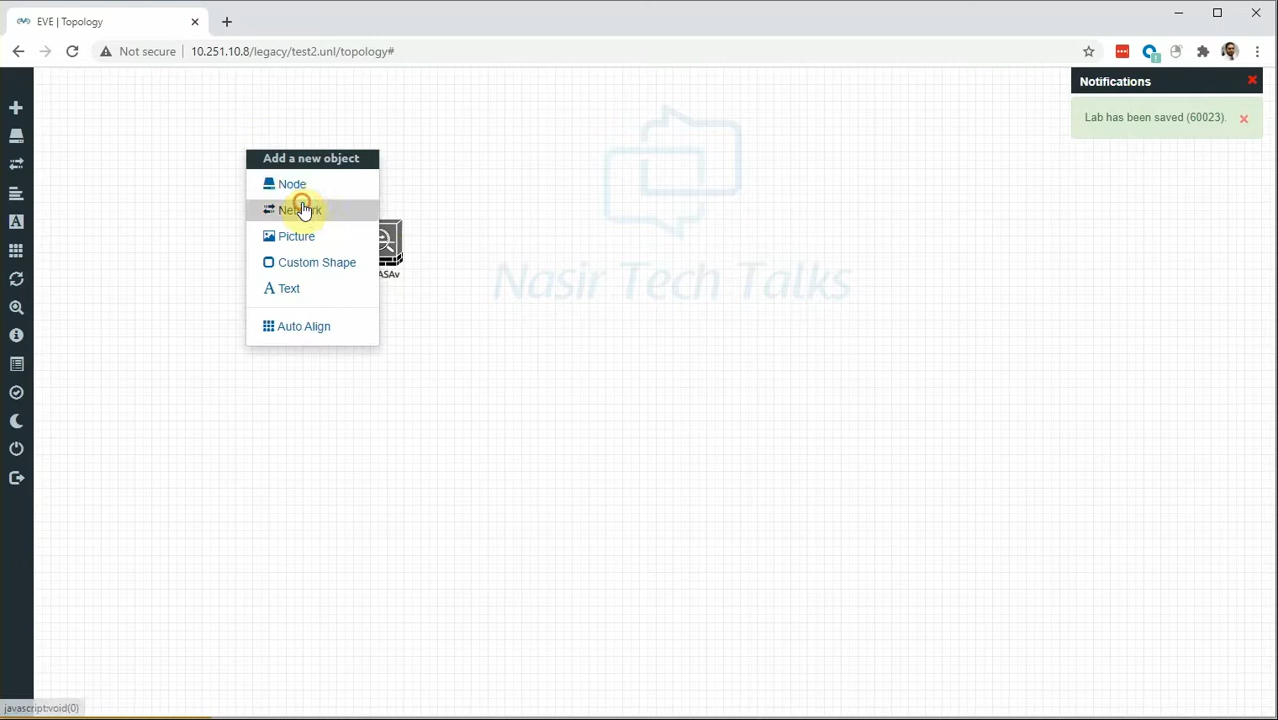 EVE | Topology
Not secure
10.251.10.8/legacy/test2.unl/topology#
Notifications
Lab has been saved (60023).
Add a new object
Node
Network
Picture
Custom Shape
Text
Auto Align
ASAv
Nasir Tech Talks
javascript:void(0)